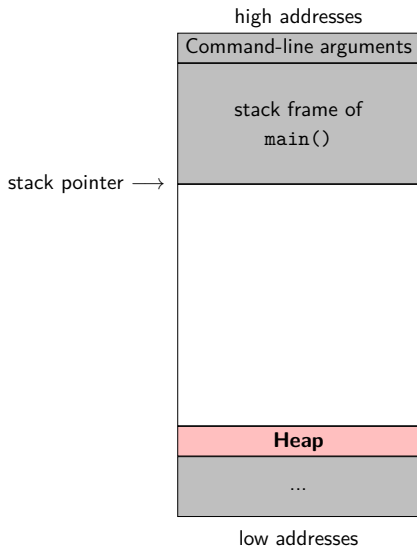 high addresses
Command-line arguments
stack frame of
main()
stack pointer ⟶
Heap
...
low addresses